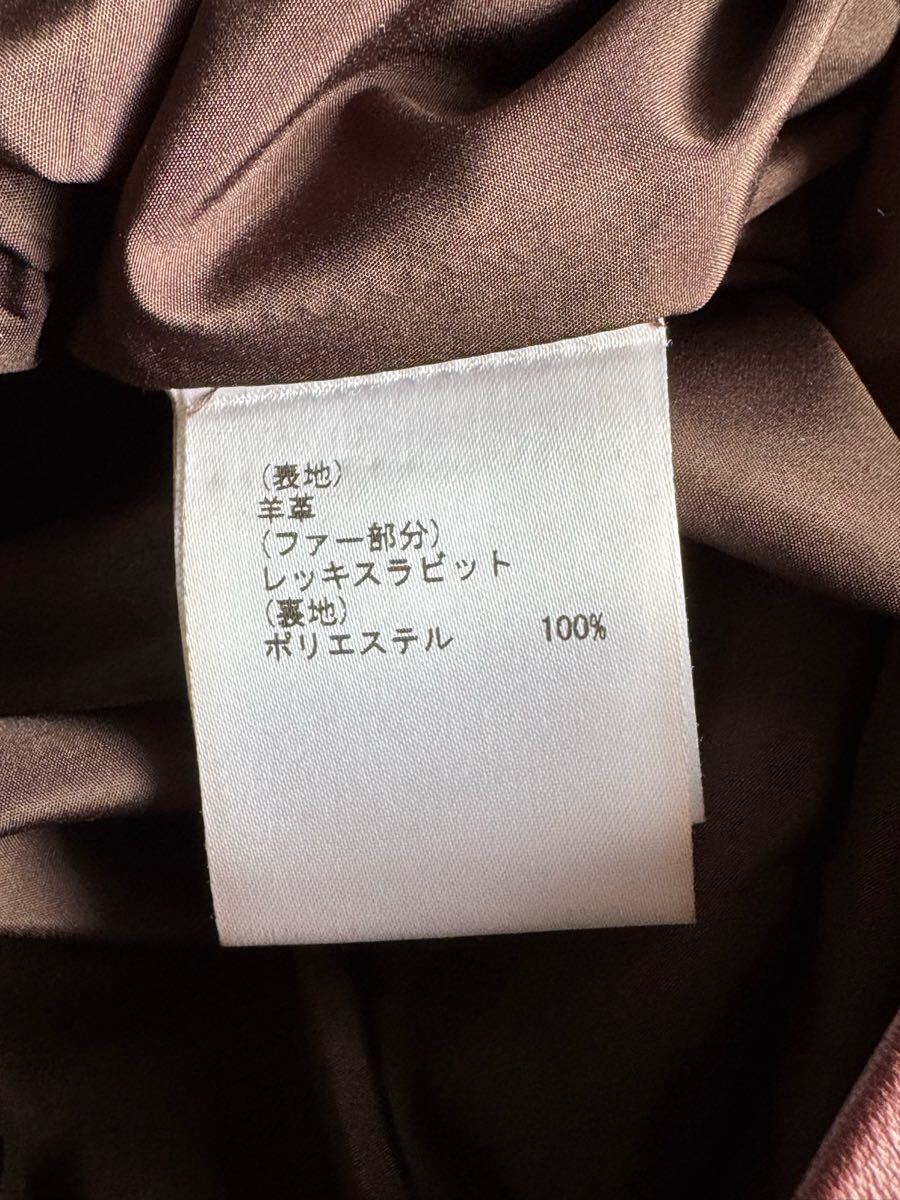 (表地)
羊革
(ファー部分)
レッキスラビット
(裏地)
ポリエステル 100%